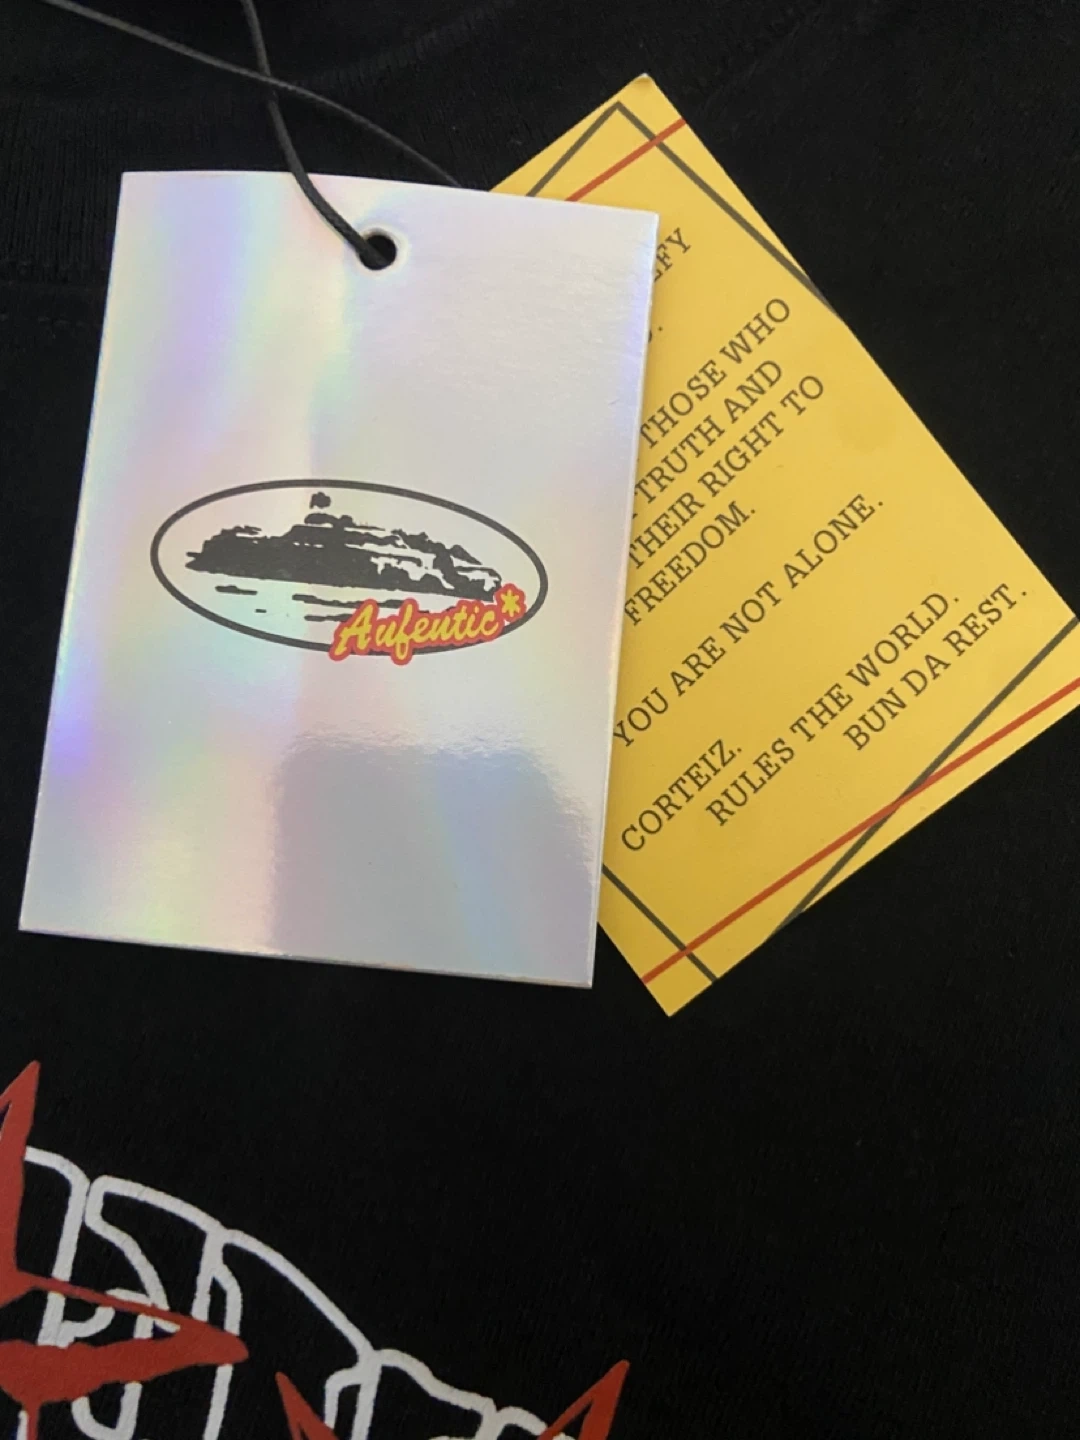 Aufentic*
THOSE WHO
TRUTH AND
THEIR RIGHT TO
FREEDOM.
YOU ARE NOT ALONE.
CORTEIZ.
RULES THE WORLD.
BUN DA REST.